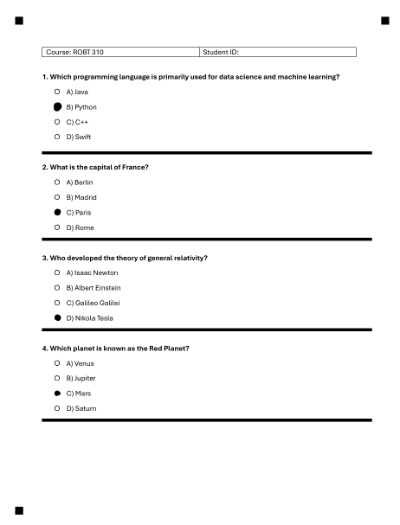 Course: ROBT 310 Student ID:
1. Which programming language is primarily used for data science and machine learning?
A) Java
B) Python
C) C++
D) Swift
2. What is the capital of France?
A) Berlin
B) Madrid
C) Paris
D) Rome
3. Who developed the theory of general relativity?
A) Isaac Newton
B) Albert Einstein
C) Galileo Galilei
D) Nikola Tesla
4. Which planet is known as the Red Planet?
A) Venus
B) Jupiter
C) Mars
D) Saturn